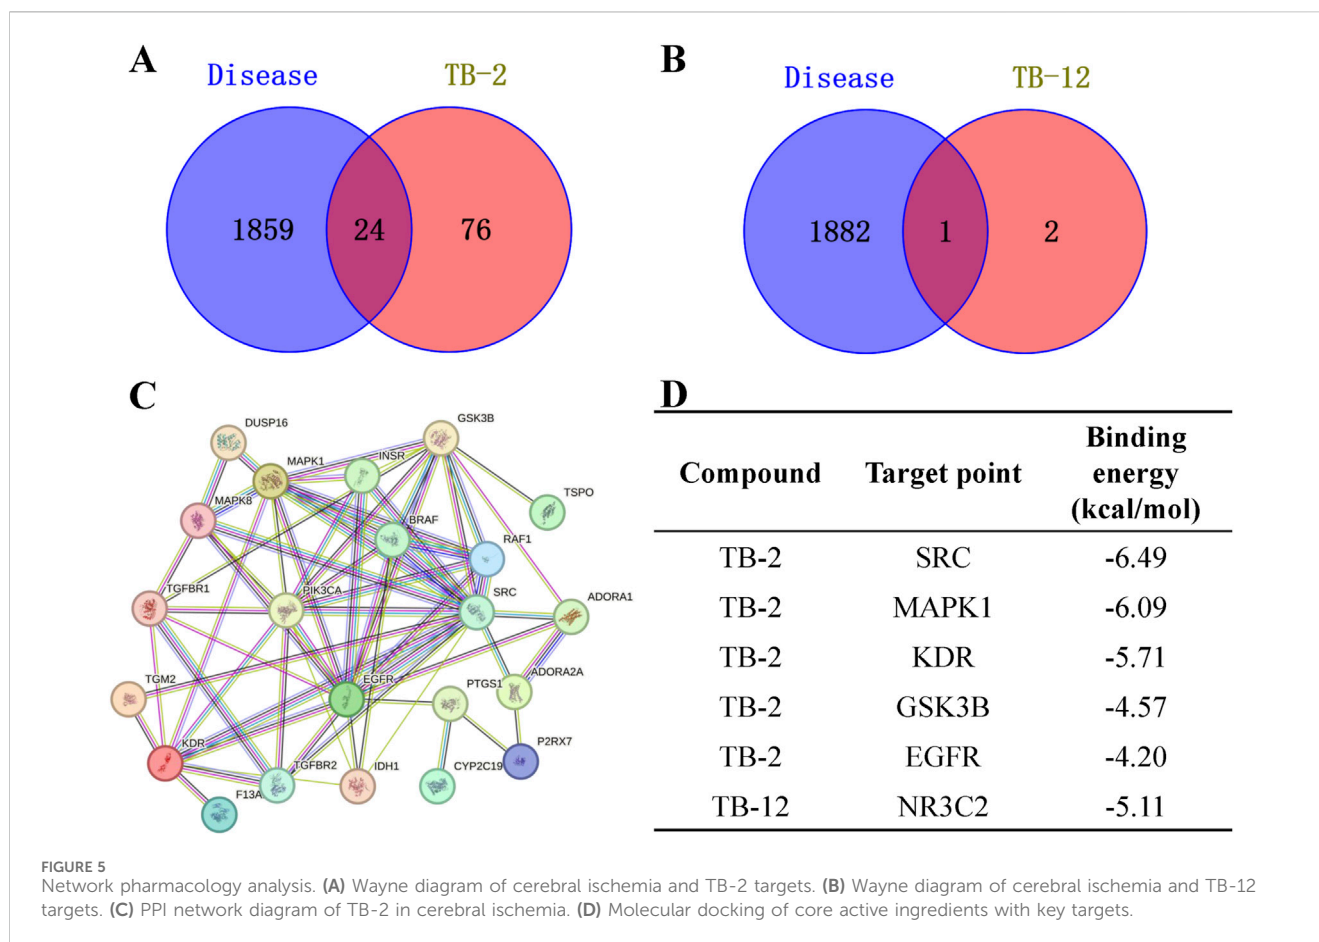 A
Disease
TB-2
1859
24
76
B
Disease
TB-12
1882
1
2
C
DUSP16
GSK3B
MAPK1
INSR
TSPO
MAPK8
BRAF
RAF1
TGFBR1
PIK3CA
SRC
ADORA1
TGM2
EGFR
PTGS1
ADORA2A
KDR
TGFBR2
IDH1
CYP2C19
P2RX7
F13A
D
Compound Target point Binding energy (kcal/mol)
TB-2 SRC -6.49
TB-2 MAPK1 -6.09
TB-2 KDR -5.71
TB-2 GSK3B -4.57
TB-2 EGFR -4.20
TB-12 NR3C2 -5.11
FIGURE 5
Network pharmacology analysis. (A) Wayne diagram of cerebral ischemia and TB-2 targets. (B) Wayne diagram of cerebral ischemia and TB-12
targets. (C) PPI network diagram of TB-2 in cerebral ischemia. (D) Molecular docking of core active ingredients with key targets.